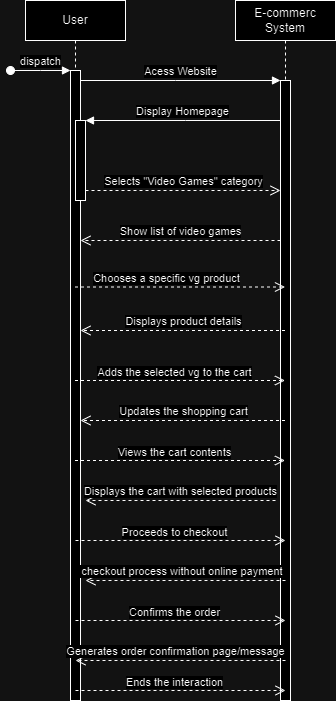 User
E-commerc
System
dispatch
Acess Website
Display Homepage
Selects "Video Games" category
Show list of video games
Chooses a specific vg product
Displays product details
Adds the selected vg to the cart
Updates the shopping cart
Views the cart contents
Displays the cart with selected products
Proceeds to checkout
checkout process without online payment
Confirms the order
Generates order confirmation page/message
Ends the interaction